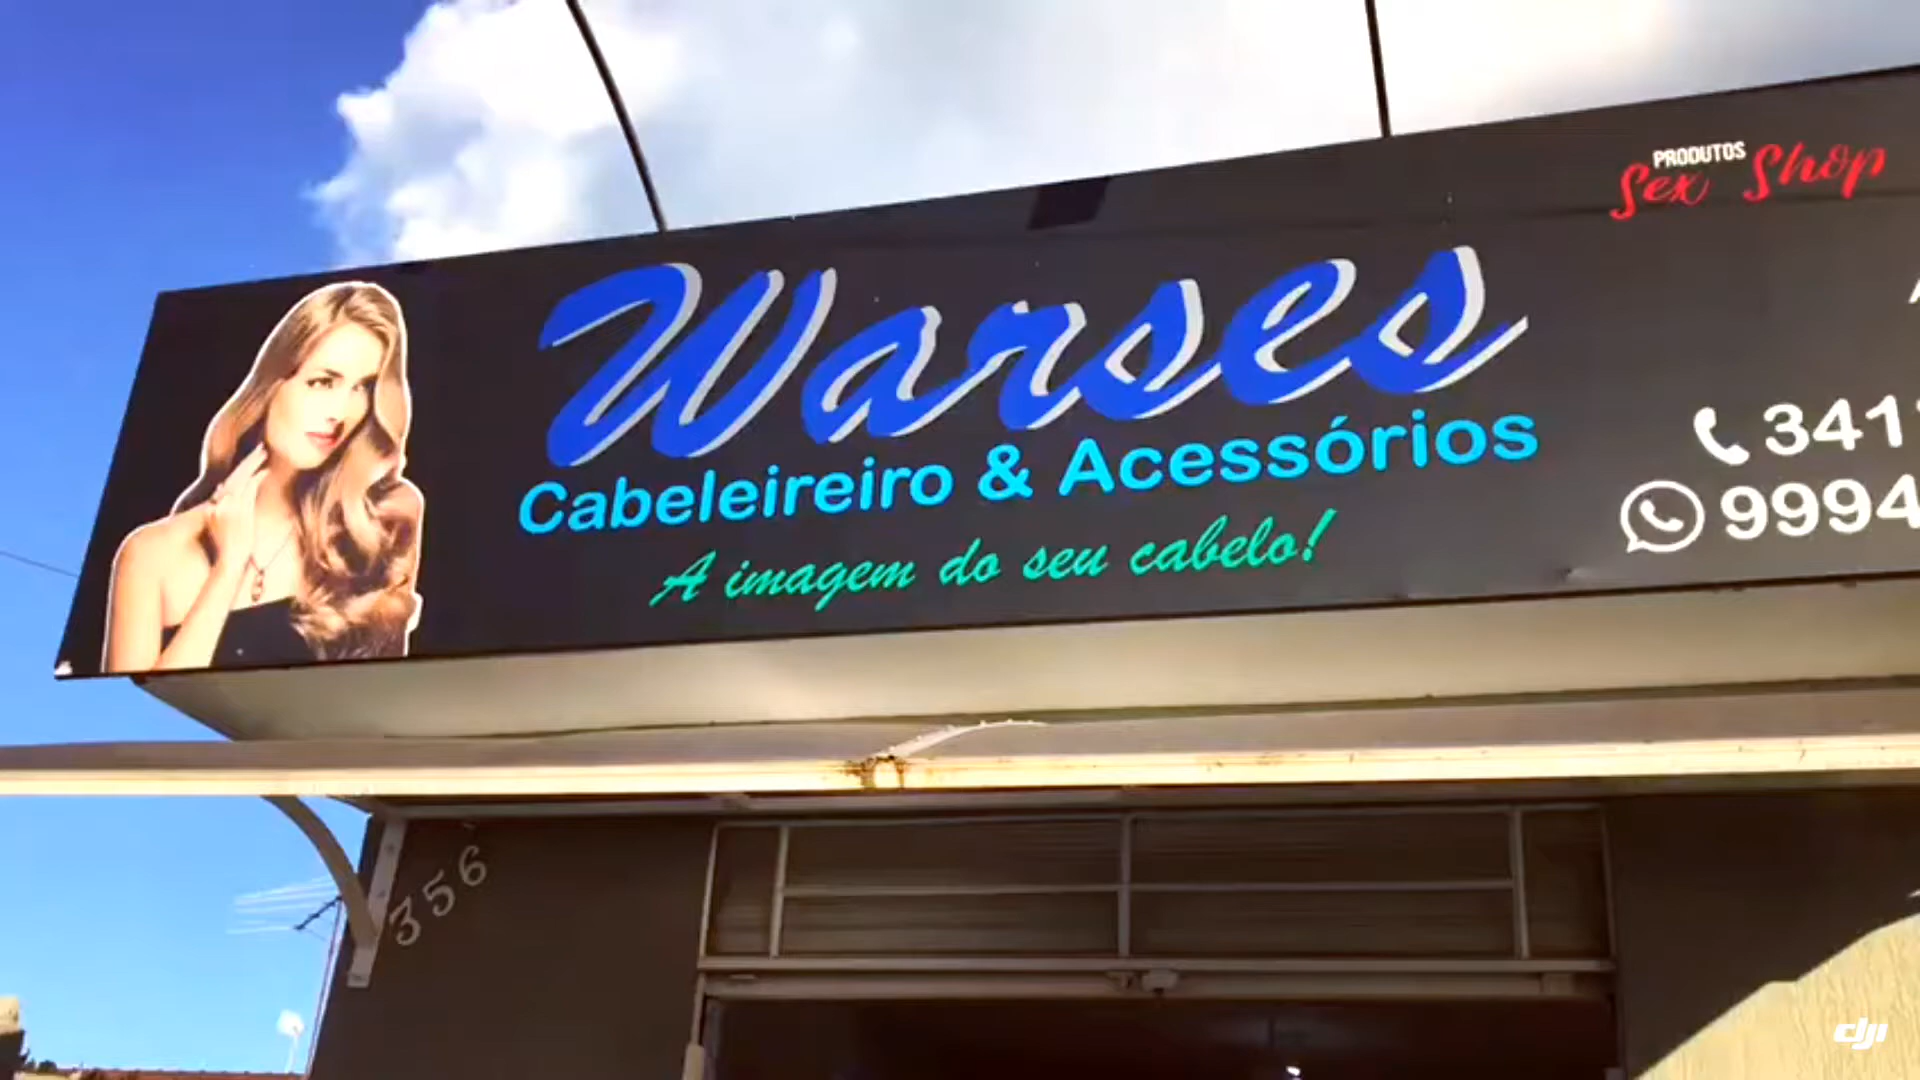 PRODUTOS
Sex Shop
Warses
Cabeleireiro & Acessórios
A imagem do seu cabelo!
3411
9994
356
dji